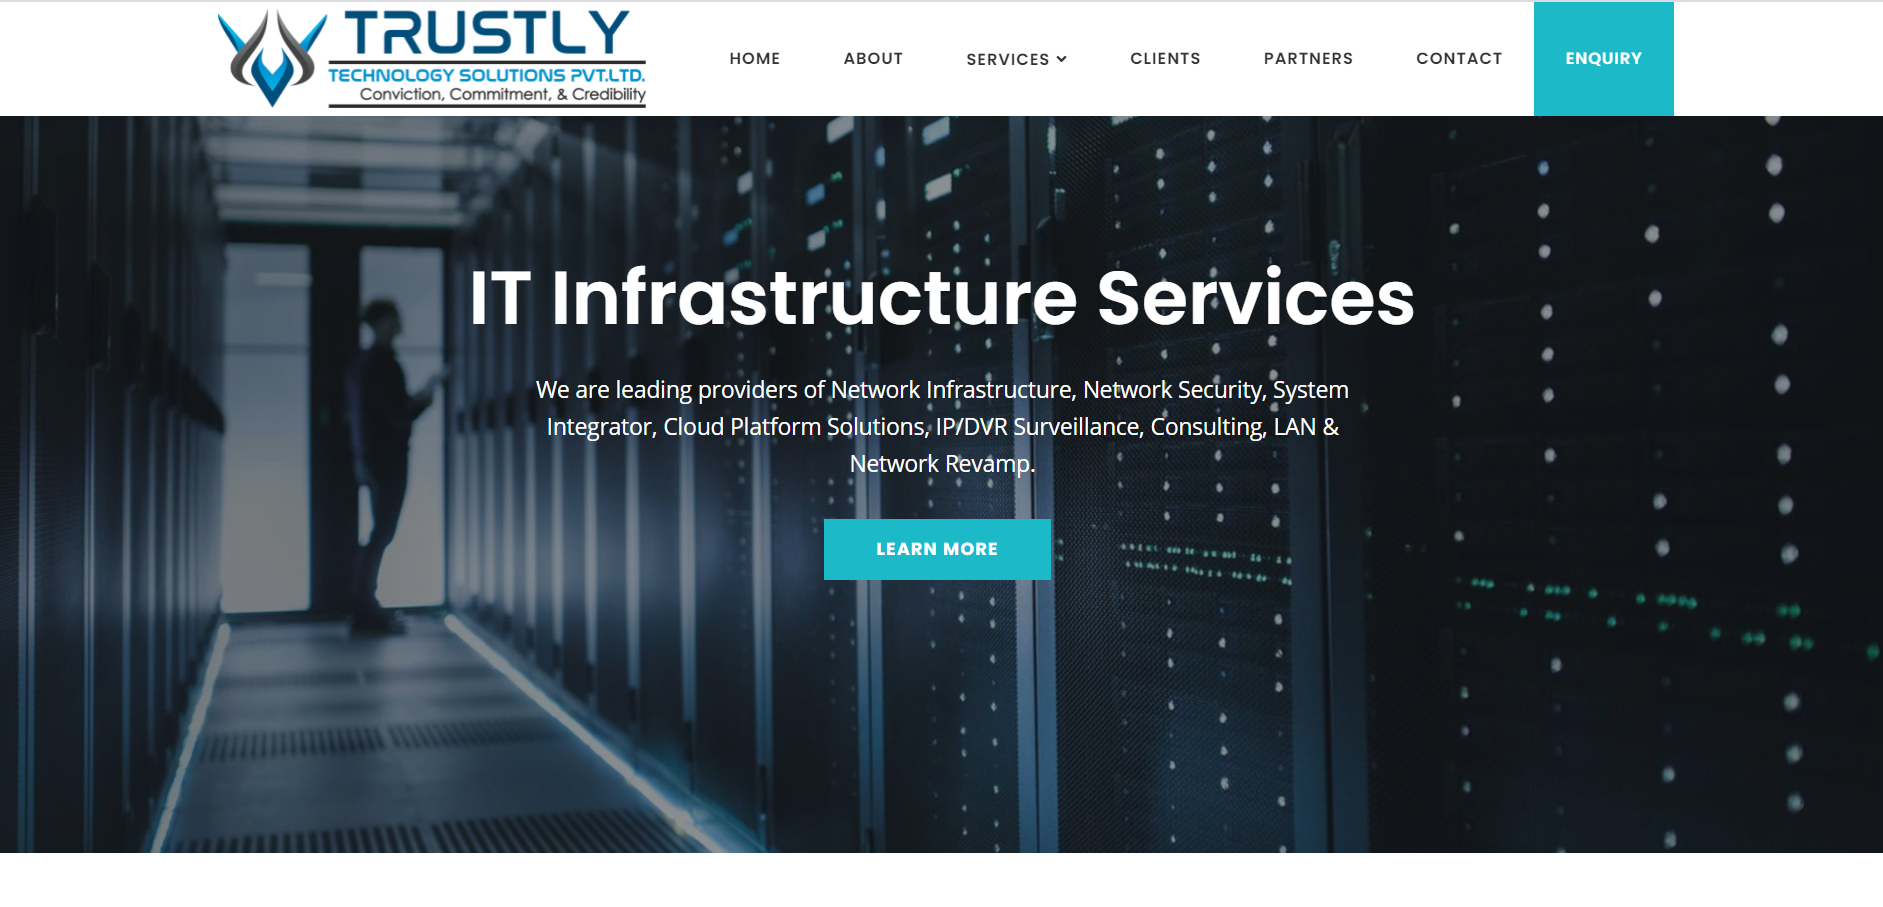 TRUSTLY
TECHNOLOGY SOLUTIONS PVT.LTD.
Conviction, Commitment, & Credibility
HOME ABOUT SERVICES CLIENTS PARTNERS CONTACT ENQUIRY
IT Infrastructure Services
We are leading providers of Network Infrastructure, Network Security, System
Integrator, Cloud Platform Solutions, IP/DVR Surveillance, Consulting, LAN &
Network Revamp.
LEARN MORE